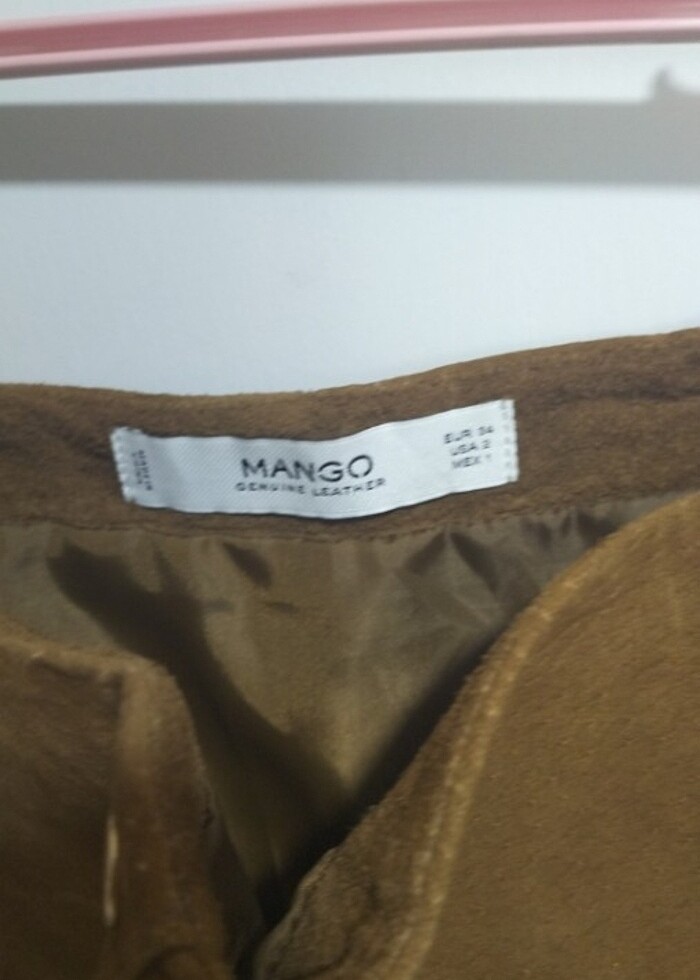 MANGO
GENUINE LEATHER
EUR 34
USA 2
MEX 1